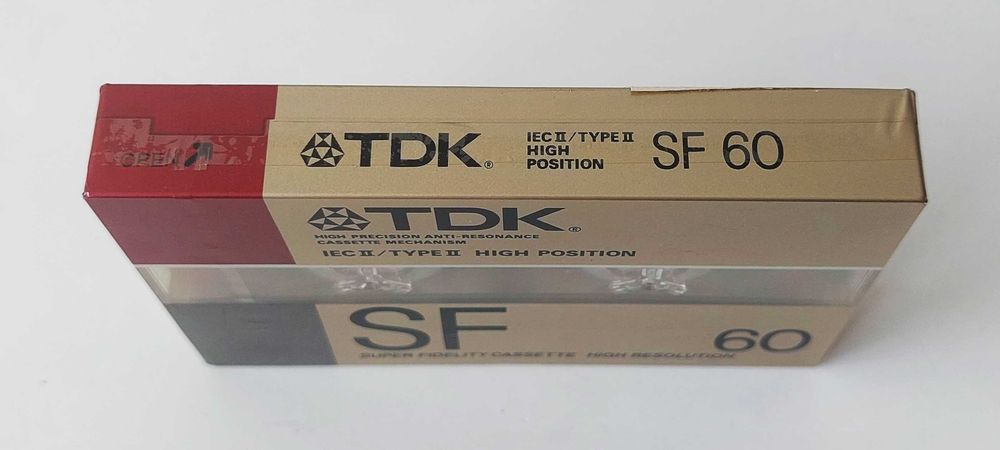 OPEN
TDK®
IEC II/TYPE II
HIGH
POSITION
SF 60
TDK®
HIGH PRECISION ANTI-RESONANCE
CASSETTE MECHANISM
IEC II/TYPE II HIGH POSITION
SF 60
SUPER FIDELITY CASSETTE HIGH RESOLUTION